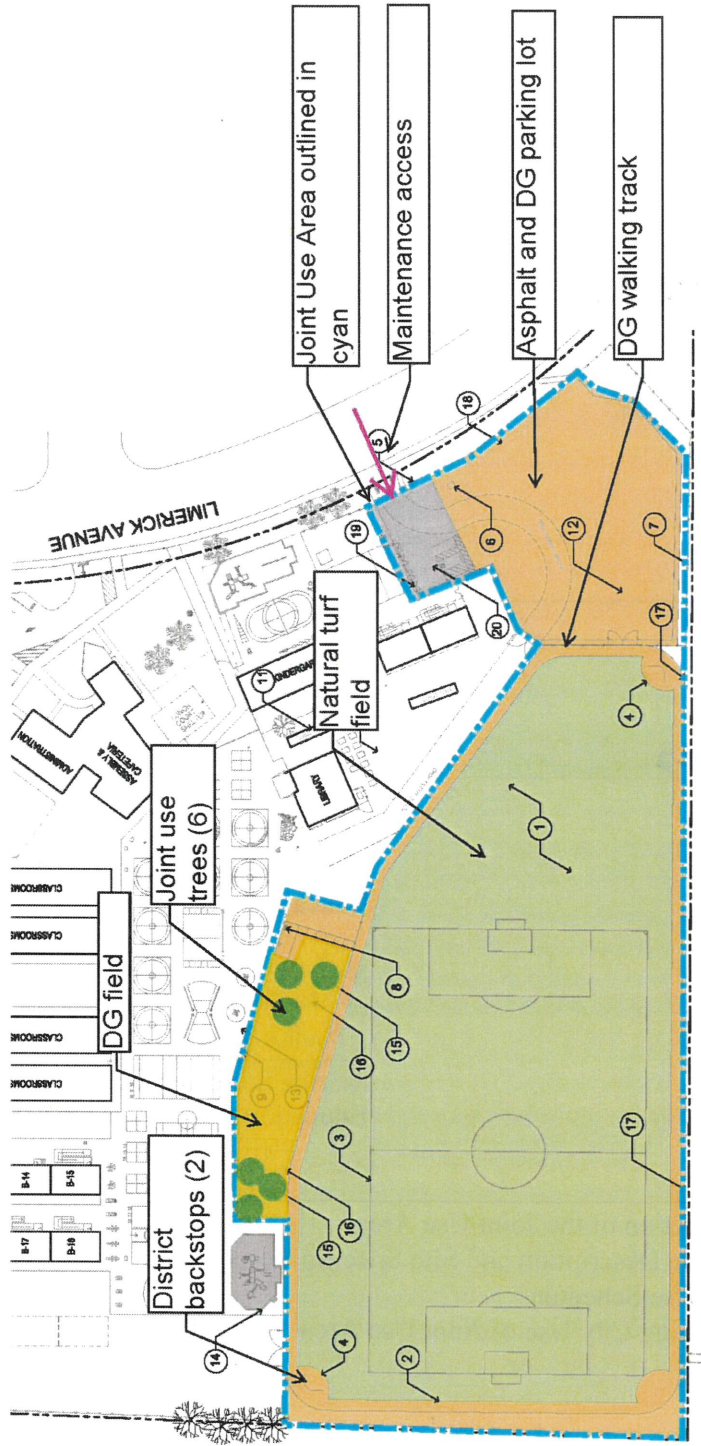 Joint Use Area outlined in
cyan
Maintenance access
Asphalt and DG parking lot
DG walking track
LIMERICK AVENUE
Natural turf
field
Joint use
trees (6)
DG field
District
backstops (2)
ADMINISTRATION
ASSEMBLY &
CAFETERIA
LIBRARY
CLASSROOMS
CLASSROOMS
CLASSROOMS
CLASSROOMS
B-14
B-15
B-17
B-18
1
2
3
4
4
5
6
7
8
9
11
12
13
14
15
15
16
16
17
17
18
19
20